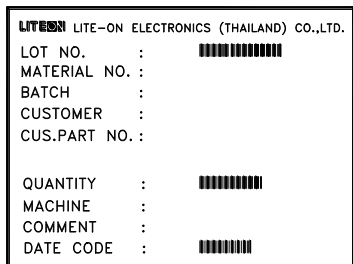 LITEON LITE-ON ELECTRONICS (THAILAND) CO.,LTD.
LOT NO. :
MATERIAL NO. :
BATCH :
CUSTOMER :
CUS.PART NO. :
QUANTITY :
MACHINE :
COMMENT :
DATE CODE :